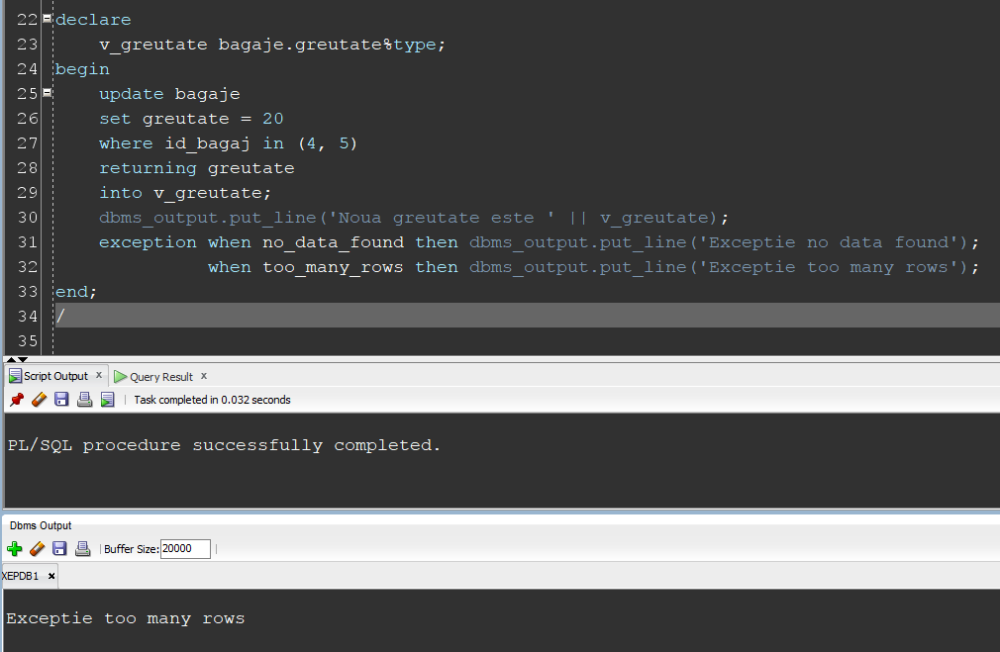 22 declare
23 v_greutate bagaje.greutate%type;
24 begin
25 update bagaje
26 set greutate = 20
27 where id_bagaj in (4, 5)
28 returning greutate
29 into v_greutate;
30 dbms_output.put_line('Noua greutate este ' || v_greutate);
31 exception when no_data_found then dbms_output.put_line('Exceptie no data found');
32 when too_many_rows then dbms_output.put_line('Exceptie too many rows');
33 end;
34 /
35
Script Output x Query Result x
Task completed in 0.032 seconds
PL/SQL procedure successfully completed.
Dbms Output
Buffer Size: 20000
XEPDB1 x
Exceptie too many rows